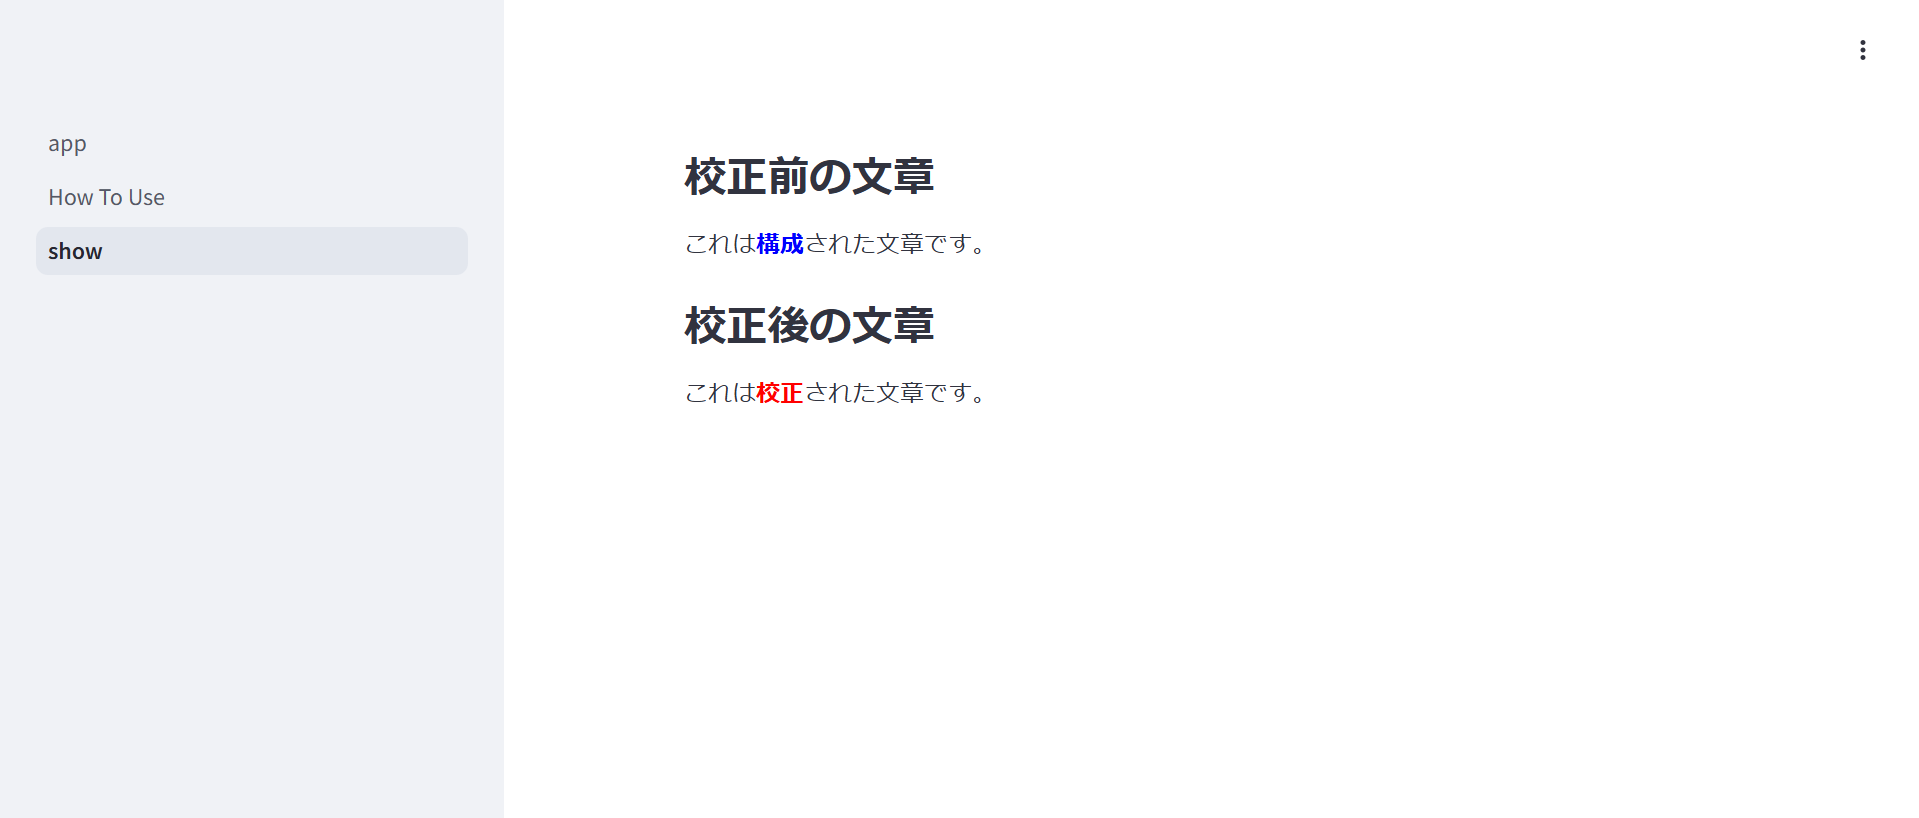 app
How To Use
show
校正前の文章
これは構成された文章です。
校正後の文章
これは校正された文章です。